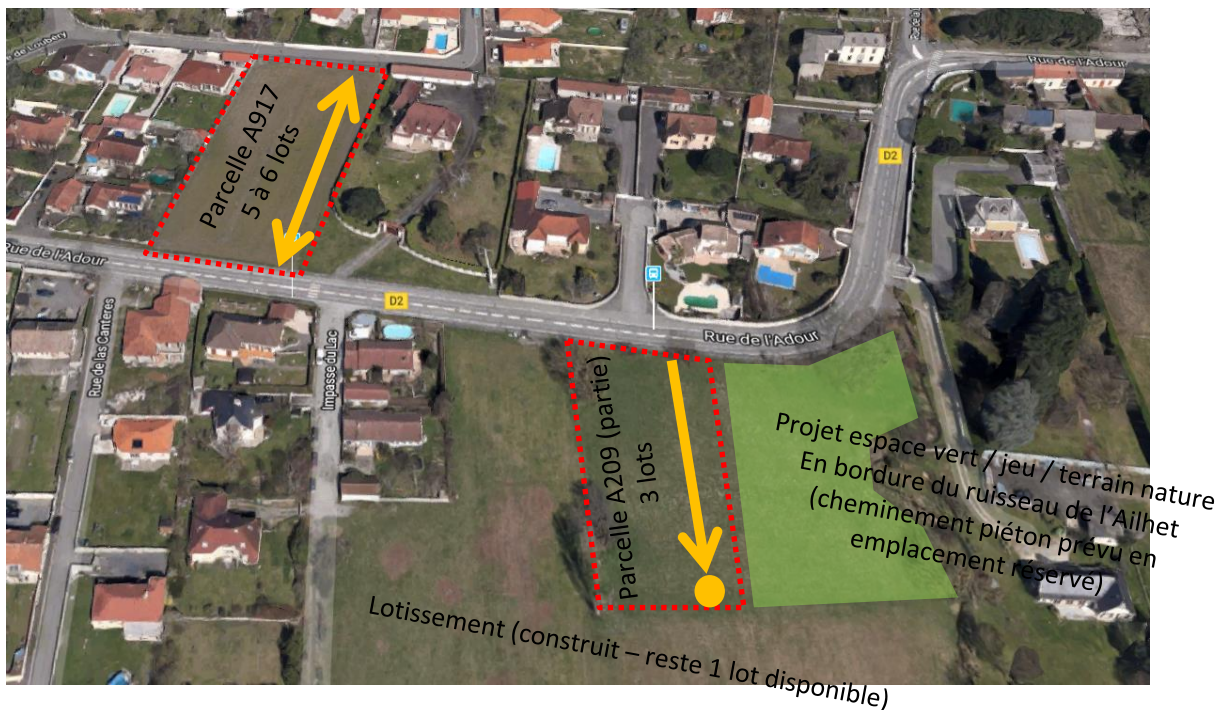 e de Loubery
Rue de l'Adour
D2
Parcelle A917
5 à 6 lots
Rue de l'Adour
D2
Rue de las Canteres
Impasse du Lac
Rue de l'Adour
Parcelle A209 (partie)
3 lots
Projet espace vert / jeu / terrain nature
En bordure du ruisseau de l'Ailhet
(cheminement piéton prévu en
emplacement réservé)
Lotissement (construit – reste 1 lot disponible)